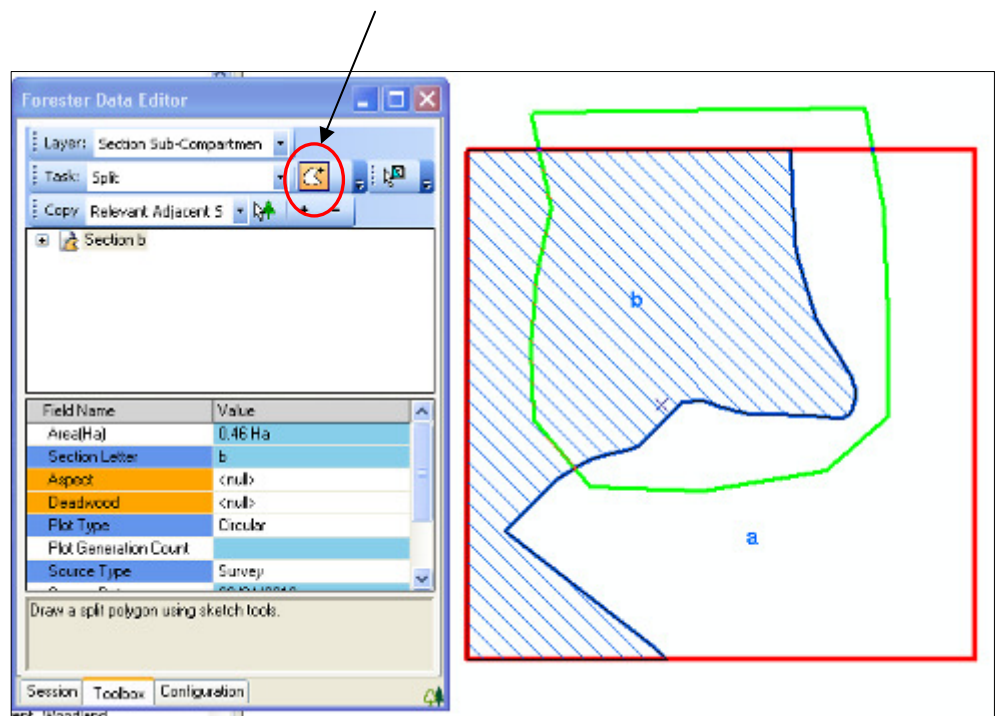 Forester Data Editor
Layer: Section Sub-Compartmen
Task: Split
Copy Relevant Adjacent S + -
Section b
Field Name Value
Area(Ha) 0.46 Ha
Section Letter b
Aspect <null>
Deadwood <null>
Plot Type Circular
Plot Generation Count
Source Type Survey
Draw a split polygon using sketch tools.
Session Toolbox Configuration
b
a